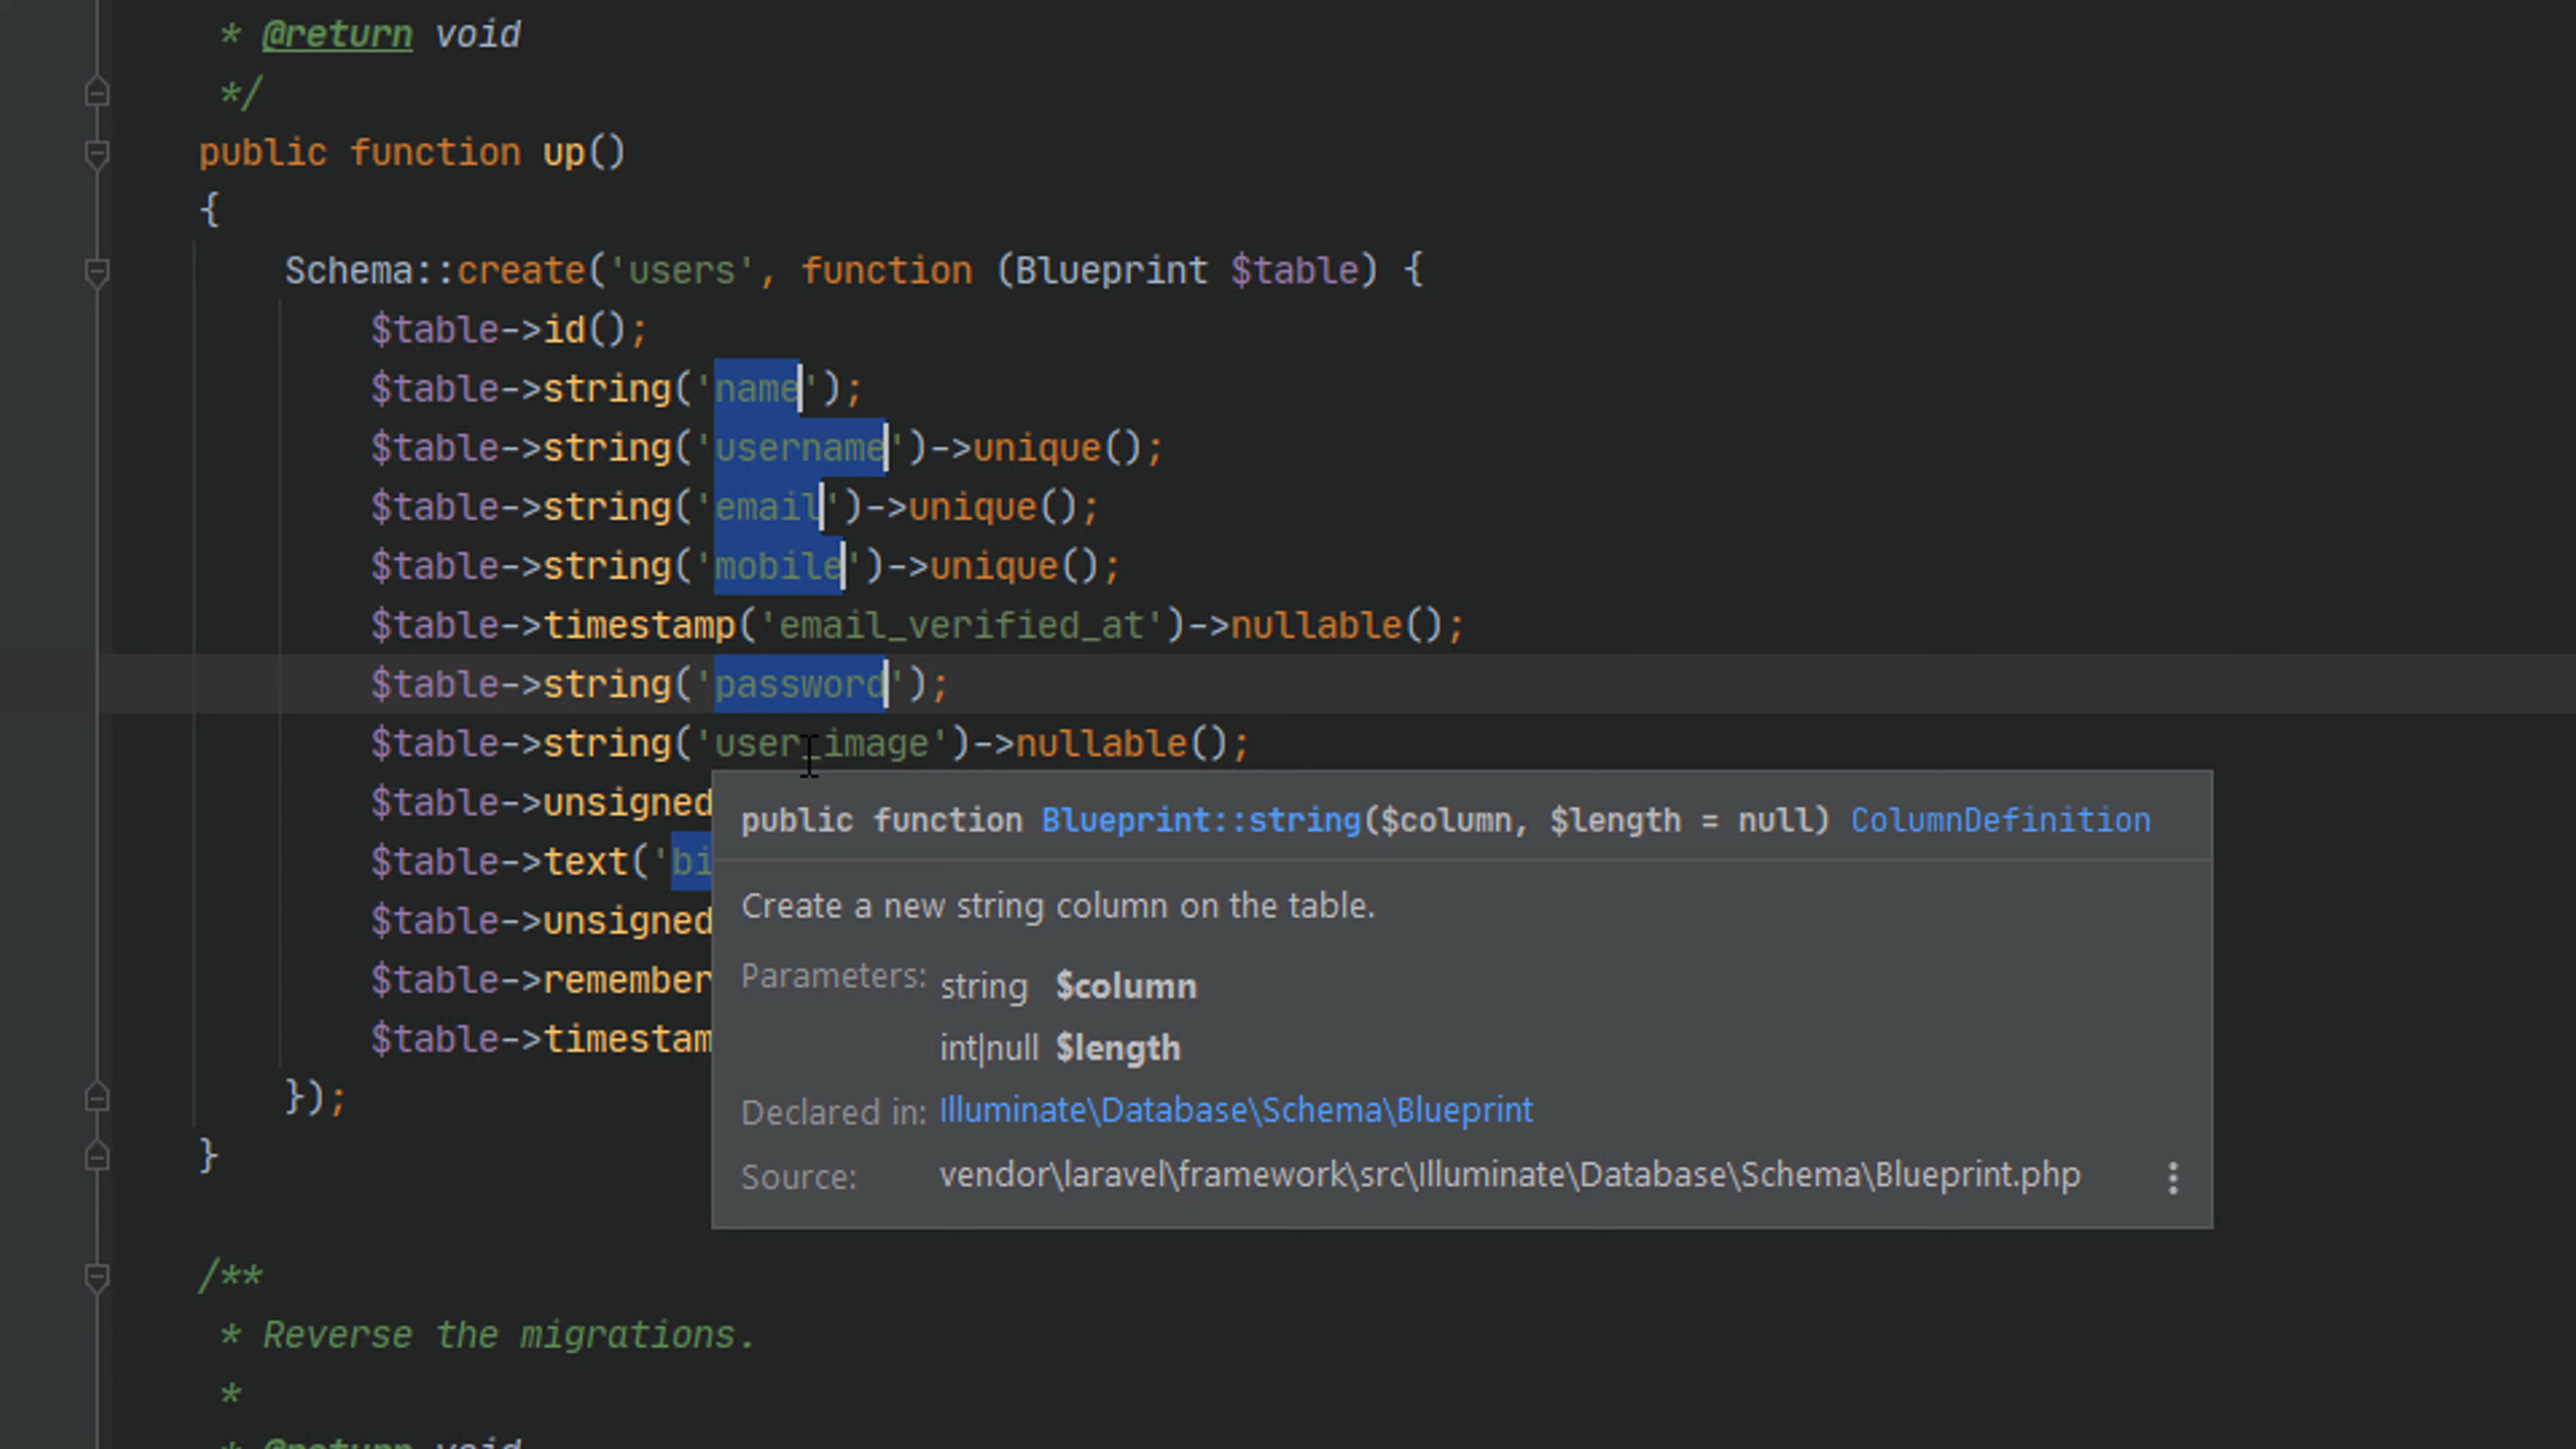 * @return void
*/
public function up()
{
Schema::create('users', function (Blueprint $table) {
$table->id();
$table->string('name');
$table->string('username')->unique();
$table->string('email')->unique();
$table->string('mobile')->unique();
$table->timestamp('email_verified_at')->nullable();
$table->string('password');
$table->string('user_image')->nullable();
$table->unsigned
$table->text('bi
$table->unsigned
$table->remember
$table->timestam
public function Blueprint::string($column, $length = null) ColumnDefinition
Create a new string column on the table.
Parameters: string $column
int|null $length
Declared in: Illuminate\Database\Schema\Blueprint
Source: vendor\laravel\framework\src\Illuminate\Database\Schema\Blueprint.php
});
}
/**
* Reverse the migrations.
*
* @return void